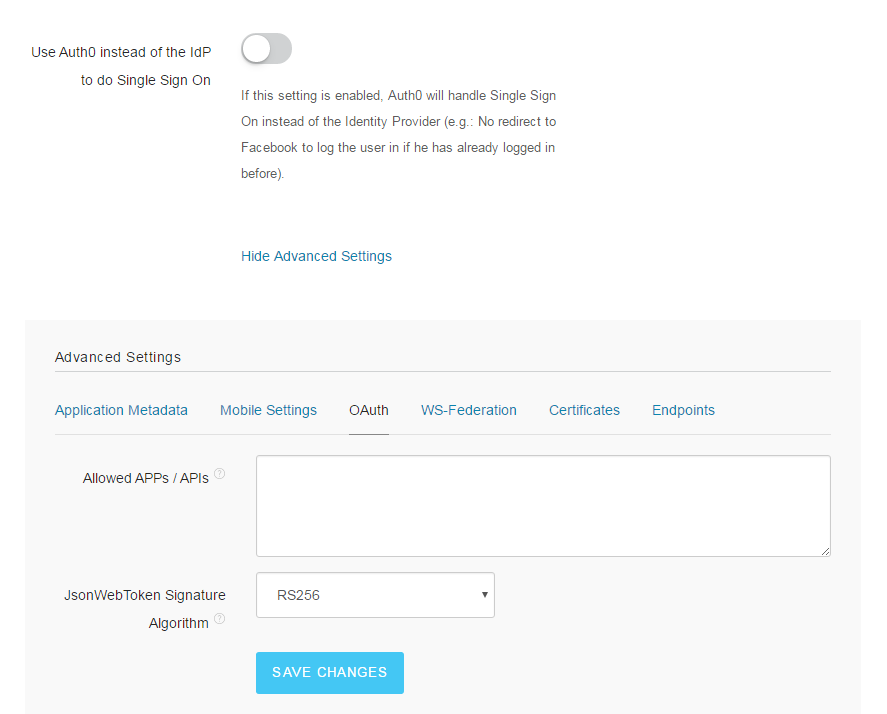 Use Auth0 instead of the IdP
to do Single Sign On
If this setting is enabled, Auth0 will handle Single Sign
On instead of the Identity Provider (e.g.: No redirect to
Facebook to log the user in if he has already logged in
before).
Hide Advanced Settings
Advanced Settings
Application Metadata Mobile Settings OAuth WS-Federation Certificates Endpoints
Allowed APPs / APIs ?
JsonWebToken Signature
Algorithm ?
RS256
SAVE CHANGES